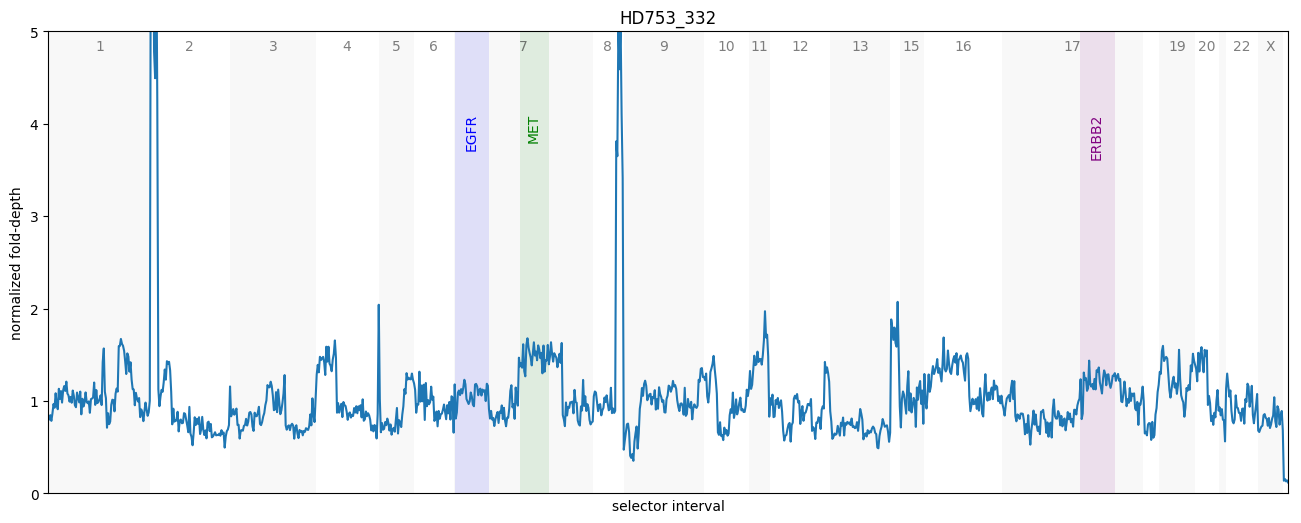 HD753_332
1 2 3 4 5 6 7 8 9 10 11 12 13 15 16 17 19 20 22 X
EGFR
MET
ERBB2
normalized fold-depth
5
4
3
2
1
0
selector interval